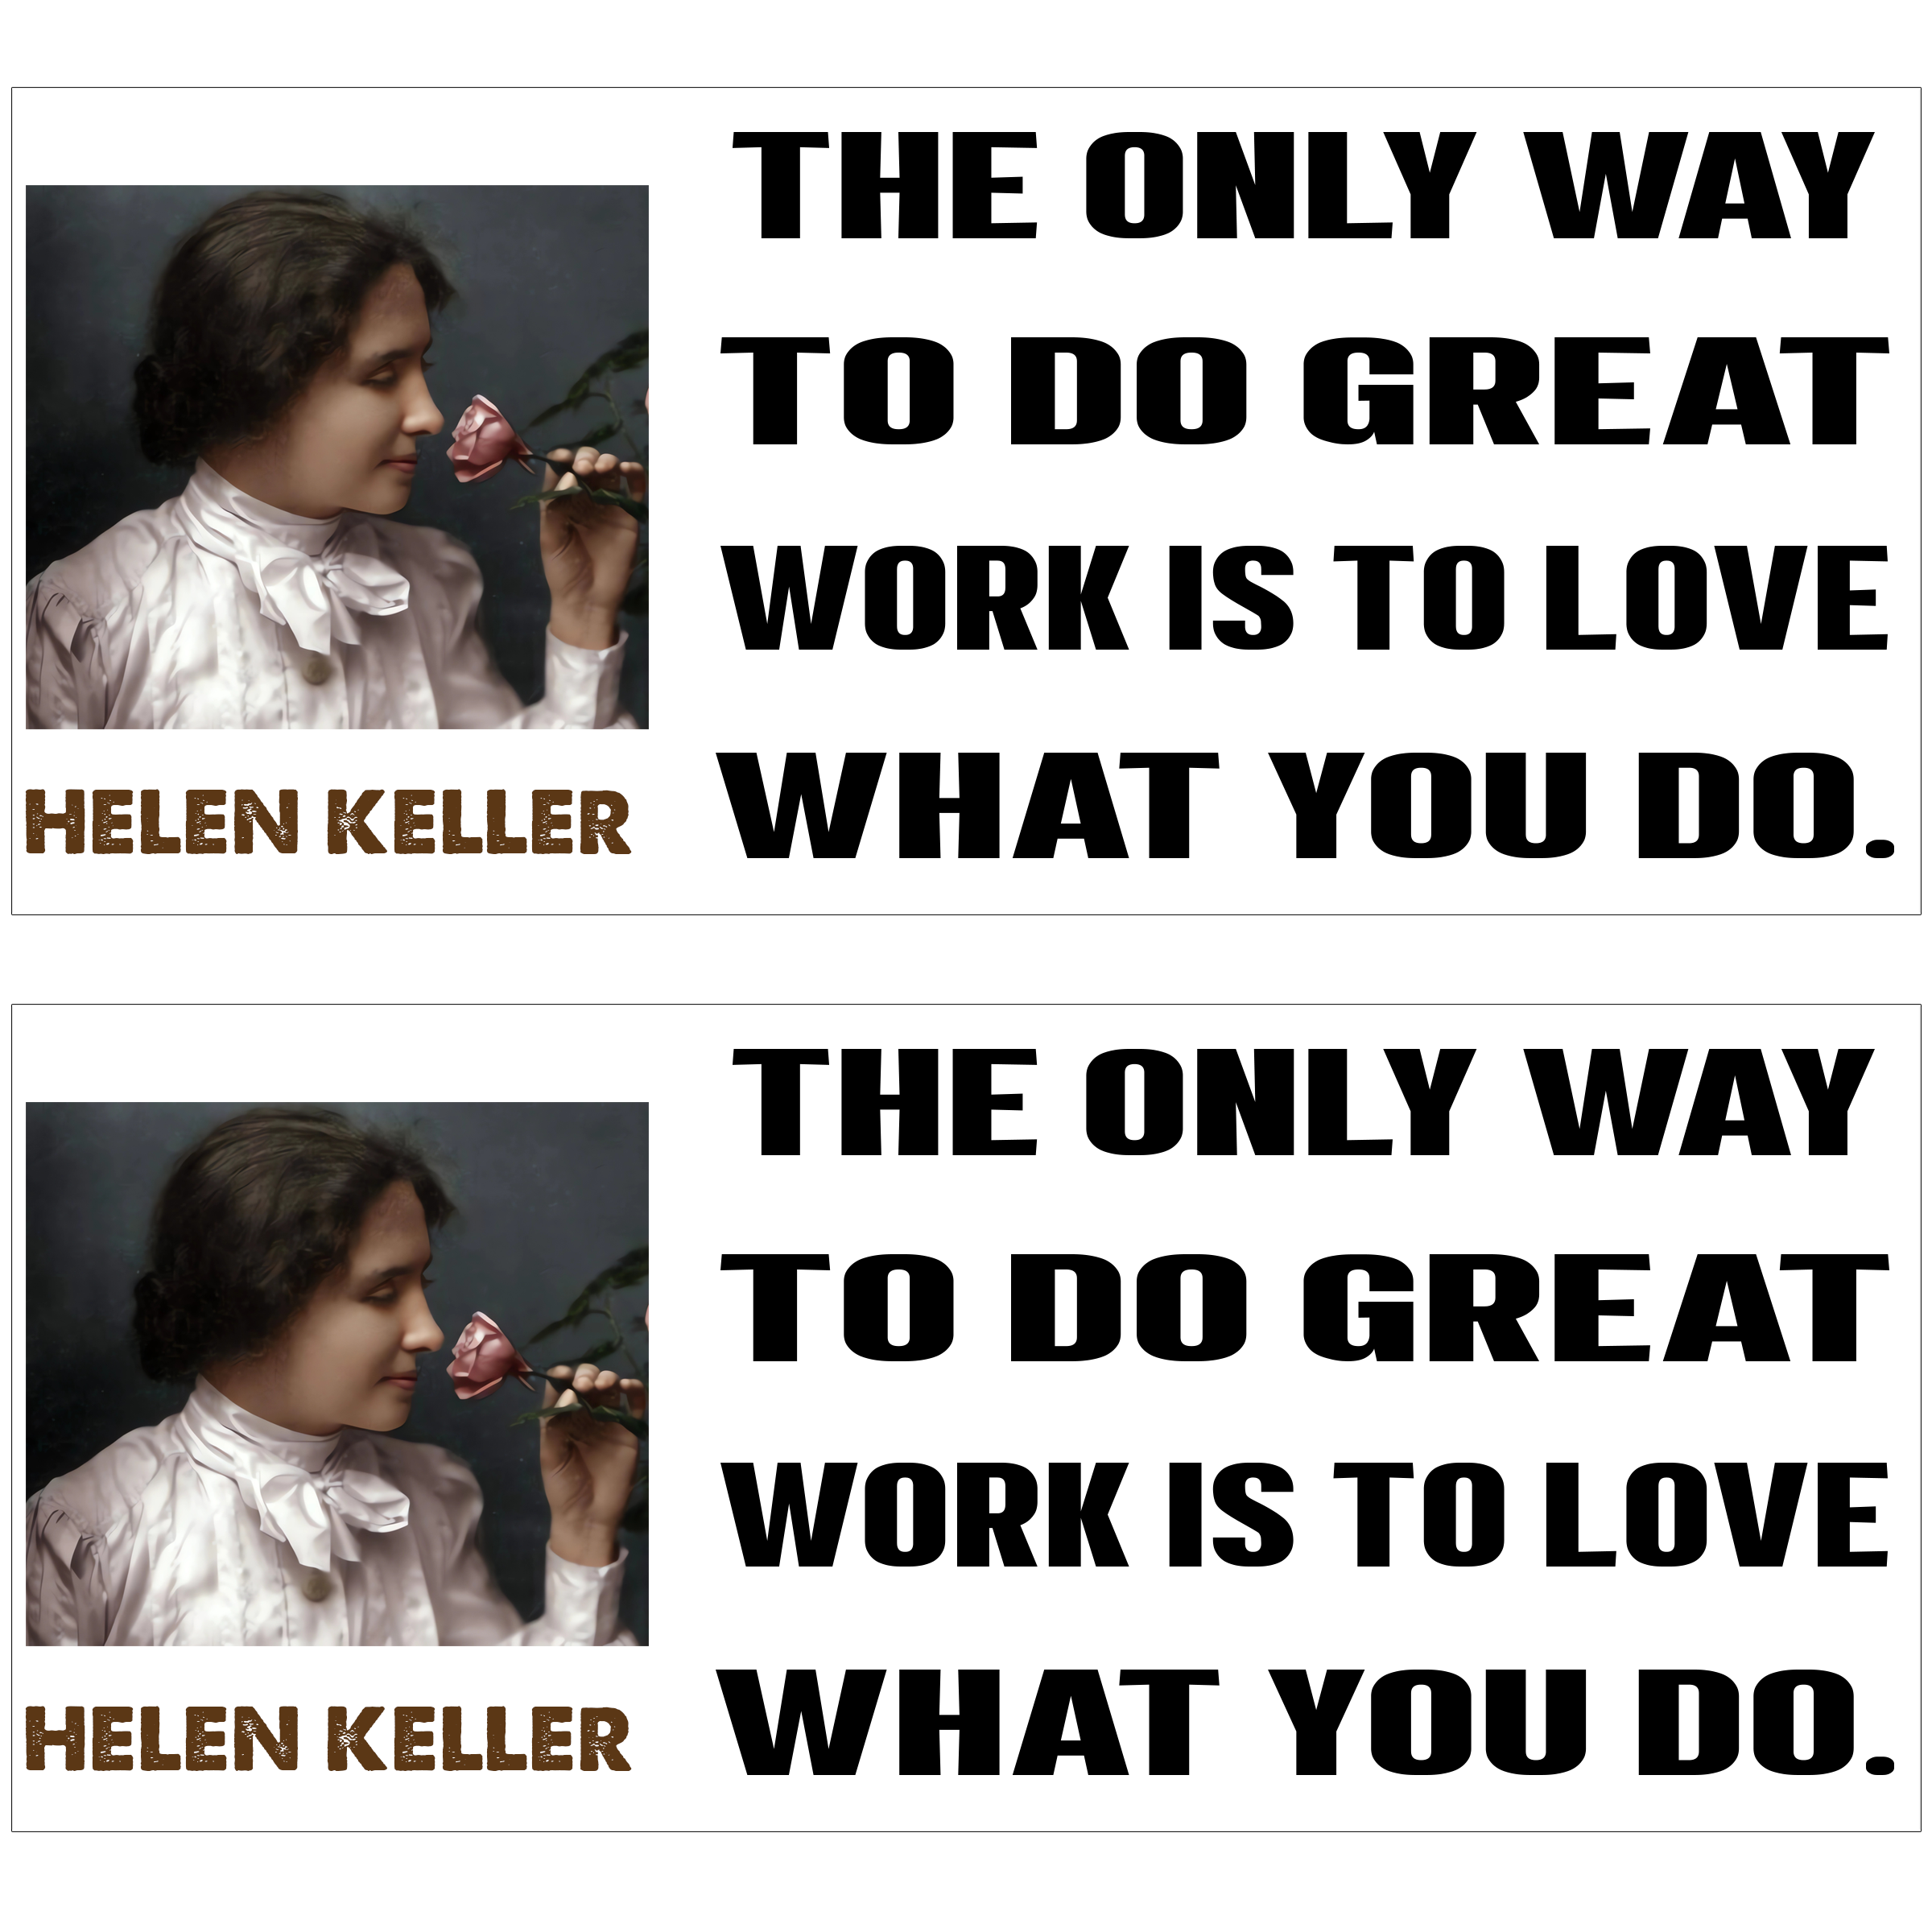 THE ONLY WAY
TO DO GREAT
WORK IS TO LOVE
WHAT YOU DO.
HELEN KELLER
THE ONLY WAY
TO DO GREAT
WORK IS TO LOVE
WHAT YOU DO.
HELEN KELLER